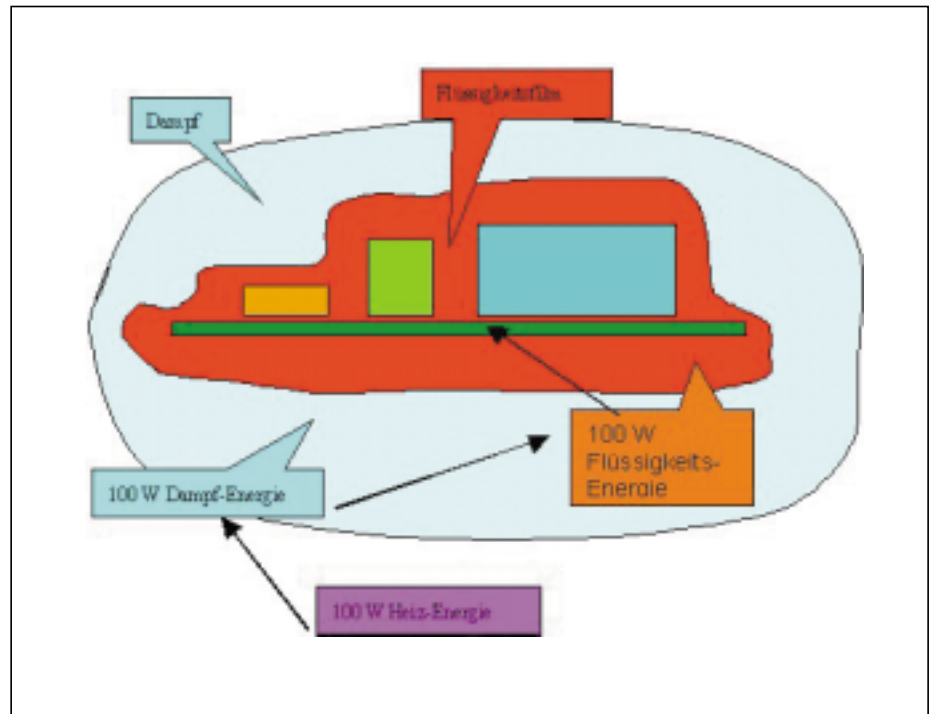 Flüssigkeitsfilm
Dampf
100 W
Flüssigkeits-
Energie
100 W Dampf-Energie
100 W Heiz-Energie